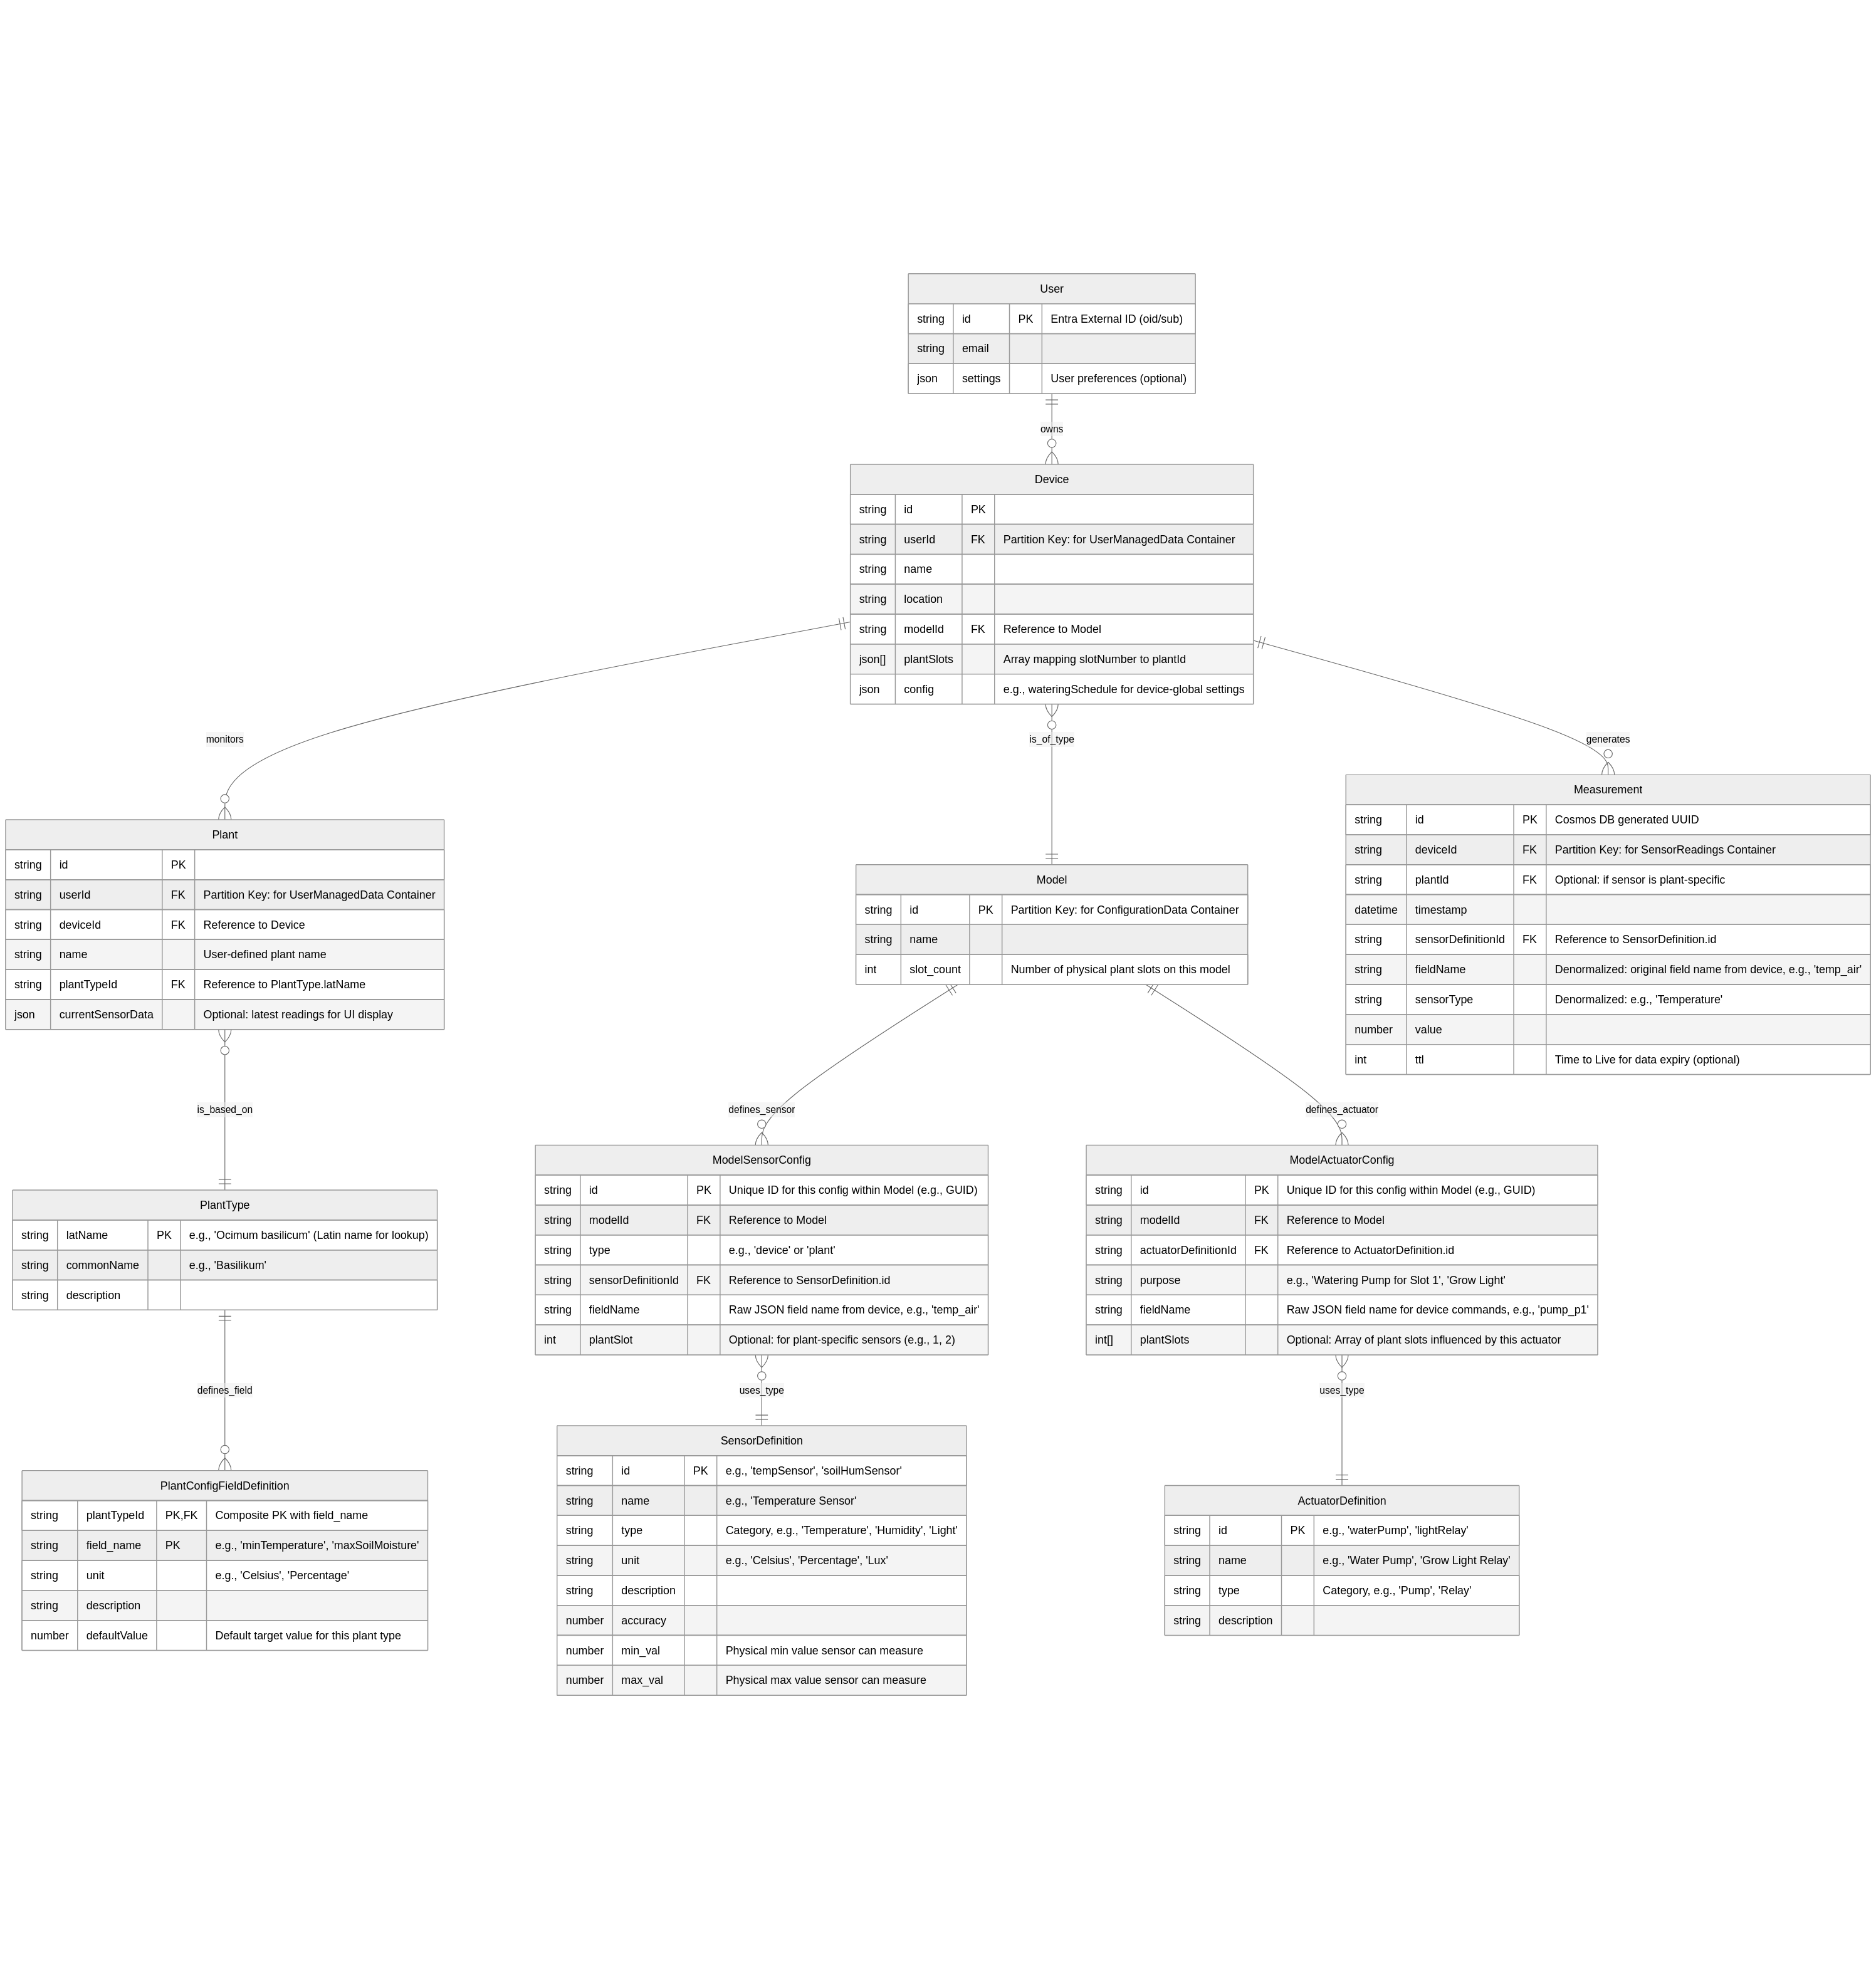 User
string id PK Entra External ID (oid/sub)
string email
json settings User preferences (optional)
owns
Device
string id PK
string userId FK Partition Key: for UserManagedData Container
string name
string location
string modelId FK Reference to Model
json[] plantSlots Array mapping slotNumber to plantId
json config e.g., wateringSchedule for device-global settings
monitors
is_of_type
generates
Plant
string id PK
string userId FK Partition Key: for UserManagedData Container
string deviceId FK Reference to Device
string name User-defined plant name
string plantTypeId FK Reference to PlantType.latName
json currentSensorData Optional: latest readings for UI display
Model
string id PK Partition Key: for ConfigurationData Container
string name
int slot_count Number of physical plant slots on this model
Measurement
string id PK Cosmos DB generated UUID
string deviceId FK Partition Key: for SensorReadings Container
string plantId FK Optional: if sensor is plant-specific
datetime timestamp
string sensorDefinitionId FK Reference to SensorDefinition.id
string fieldName Denormalized: original field name from device, e.g., 'temp_air'
string sensorType Denormalized: e.g., 'Temperature'
number value
int ttl Time to Live for data expiry (optional)
is_based_on
defines_sensor
defines_actuator
PlantType
string latName PK e.g., 'Ocimum basilicum' (Latin name for lookup)
string commonName e.g., 'Basilikum'
string description
ModelSensorConfig
string id PK Unique ID for this config within Model (e.g., GUID)
string modelId FK Reference to Model
string type e.g., 'device' or 'plant'
string sensorDefinitionId FK Reference to SensorDefinition.id
string fieldName Raw JSON field name from device, e.g., 'temp_air'
int plantSlot Optional: for plant-specific sensors (e.g., 1, 2)
ModelActuatorConfig
string id PK Unique ID for this config within Model (e.g., GUID)
string modelId FK Reference to Model
string actuatorDefinitionId FK Reference to ActuatorDefinition.id
string purpose e.g., 'Watering Pump for Slot 1', 'Grow Light'
string fieldName Raw JSON field name for device commands, e.g., 'pump_p1'
int[] plantSlots Optional: Array of plant slots influenced by this actuator
defines_field
uses_type
uses_type
PlantConfigFieldDefinition
string plantTypeId PK,FK Composite PK with field_name
string field_name PK e.g., 'minTemperature', 'maxSoilMoisture'
string unit e.g., 'Celsius', 'Percentage'
string description
number defaultValue Default target value for this plant type
SensorDefinition
string id PK e.g., 'tempSensor', 'soilHumSensor'
string name e.g., 'Temperature Sensor'
string type Category, e.g., 'Temperature', 'Humidity', 'Light'
string unit e.g., 'Celsius', 'Percentage', 'Lux'
string description
number accuracy
number min_val Physical min value sensor can measure
number max_val Physical max value sensor can measure
ActuatorDefinition
string id PK e.g., 'waterPump', 'lightRelay'
string name e.g., 'Water Pump', 'Grow Light Relay'
string type Category, e.g., 'Pump', 'Relay'
string description